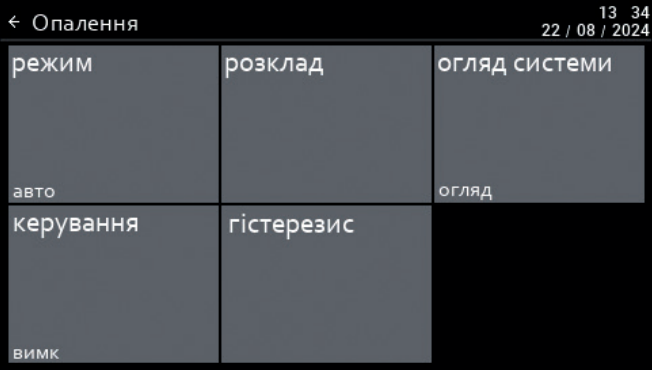 ← Опалення
13 34
22 / 08 / 2024
режим
розклад
огляд системи
авто
огляд
керування
гістерезис
вимк